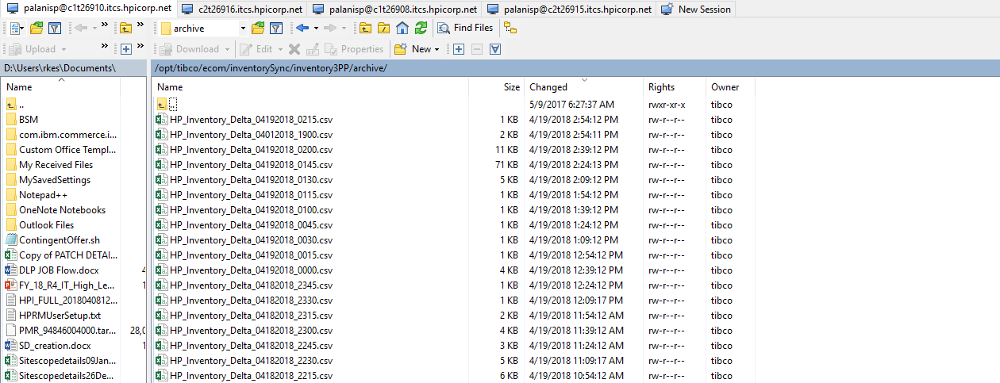 palanisp@c1t26910.itcs.hpicorp.net c2t26916.itcs.hpicorp.net palanisp@c1t26908.itcs.hpicorp.net palanisp@c2t26915.itcs.hpicorp.net New Session
archive Find Files
Upload Download Edit Properties New
D:\Users\rkes\Documents\ /opt/tibco/ecom/inventorySync/inventory3PP/archive/
Name Name Size Changed Rights Owner
.. .. 5/9/2017 6:27:37 AM rwxr-xr-x tibco
BSM HP_Inventory_Delta_04192018_0215.csv 1 KB 4/19/2018 2:54:12 PM rw-r--r-- tibco
com.ibm.commerce.i... HP_Inventory_Delta_04012018_1900.csv 2 KB 4/19/2018 2:54:11 PM rw-r--r-- tibco
Custom Office Templ... HP_Inventory_Delta_04192018_0200.csv 11 KB 4/19/2018 2:39:12 PM rw-r--r-- tibco
My Received Files HP_Inventory_Delta_04192018_0145.csv 71 KB 4/19/2018 2:24:13 PM rw-r--r-- tibco
MySavedSettings HP_Inventory_Delta_04192018_0130.csv 5 KB 4/19/2018 2:09:12 PM rw-r--r-- tibco
Notepad++ HP_Inventory_Delta_04192018_0115.csv 1 KB 4/19/2018 1:54:12 PM rw-r--r-- tibco
OneNote Notebooks HP_Inventory_Delta_04192018_0100.csv 1 KB 4/19/2018 1:39:12 PM rw-r--r-- tibco
Outlook Files HP_Inventory_Delta_04192018_0045.csv 1 KB 4/19/2018 1:24:12 PM rw-r--r-- tibco
ContingentOffer.sh HP_Inventory_Delta_04192018_0030.csv 1 KB 4/19/2018 1:09:12 PM rw-r--r-- tibco
Copy of PATCH DETAI... HP_Inventory_Delta_04192018_0015.csv 1 KB 4/19/2018 12:54:12 PM rw-r--r-- tibco
DLP JOB Flow.docx 4 HP_Inventory_Delta_04192018_0000.csv 4 KB 4/19/2018 12:39:12 PM rw-r--r-- tibco
FY_18_R4_IT_High_Le... 1 HP_Inventory_Delta_04182018_2345.csv 1 KB 4/19/2018 12:24:12 PM rw-r--r-- tibco
HPI_FULL_2018040812... HP_Inventory_Delta_04182018_2330.csv 1 KB 4/19/2018 12:09:17 PM rw-r--r-- tibco
HPRMUserSetup.txt HP_Inventory_Delta_04182018_2315.csv 2 KB 4/19/2018 11:54:12 AM rw-r--r-- tibco
PMR_94846004000.tar... 28,0 HP_Inventory_Delta_04182018_2300.csv 4 KB 4/19/2018 11:39:12 AM rw-r--r-- tibco
SD_creation.docx 1 HP_Inventory_Delta_04182018_2245.csv 3 KB 4/19/2018 11:24:12 AM rw-r--r-- tibco
Sitescopedetails09Jan... HP_Inventory_Delta_04182018_2230.csv 5 KB 4/19/2018 11:09:17 AM rw-r--r-- tibco
Sitescopedetails26De... HP_Inventory_Delta_04182018_2215.csv 6 KB 4/19/2018 10:54:12 AM rw-r--r-- tibco